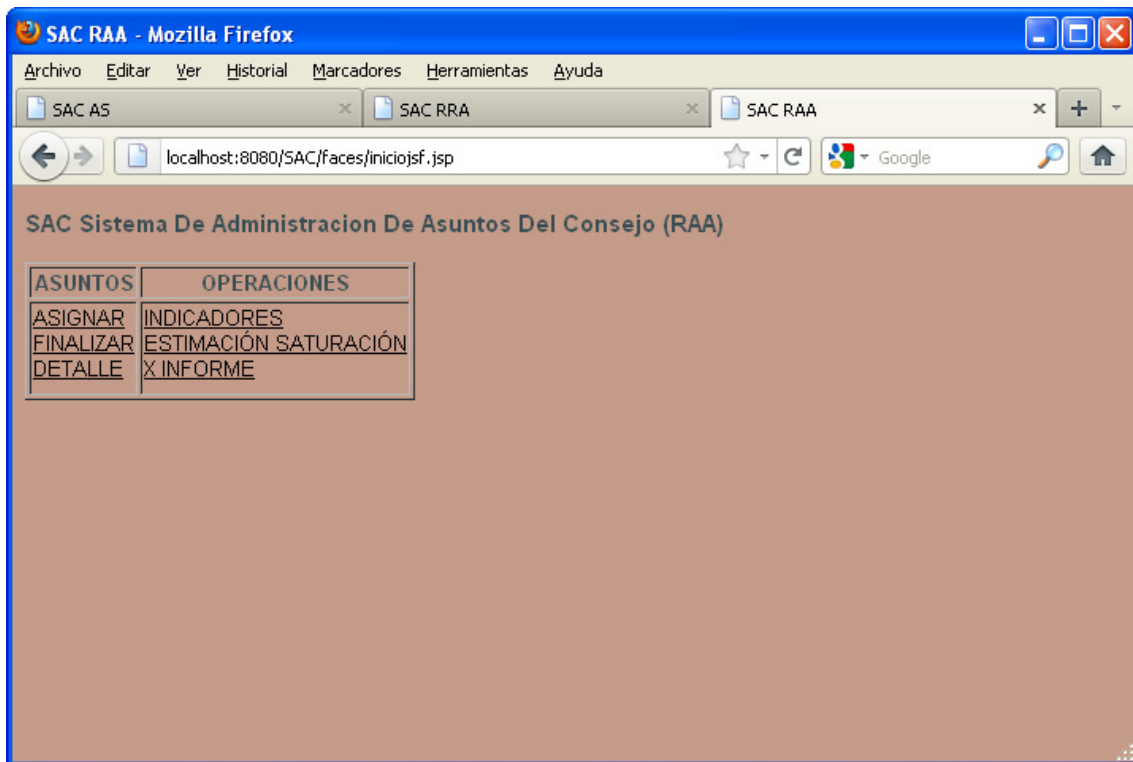 SAC RAA - Mozilla Firefox
Archivo Editar Ver Historial Marcadores Herramientas Ayuda
SAC AS SAC RRA SAC RAA
localhost:8080/SAC/faces/iniciojsf.jsp Google
SAC Sistema De Administracion De Asuntos Del Consejo (RAA)
ASUNTOS OPERACIONES
ASIGNAR INDICADORES
FINALIZAR ESTIMACIÓN SATURACIÓN
DETALLE X INFORME